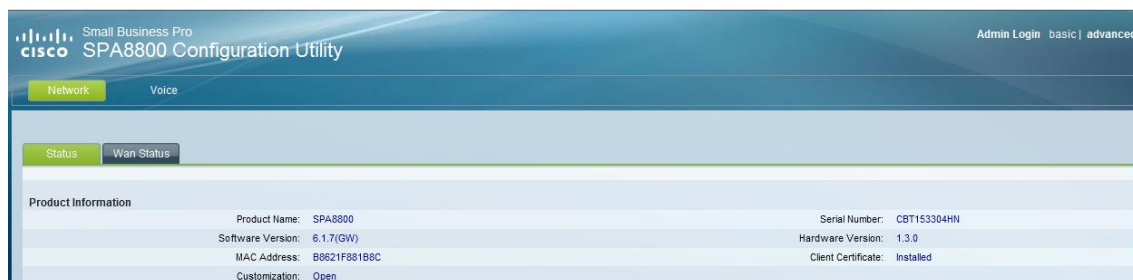 Small Business Pro
cisco SPA8800 Configuration Utility
Admin Login basic | advanced
Network Voice
Status Wan Status
Product Information
Product Name: SPA8800 Serial Number: CBT153304HN
Software Version: 6.1.7(GW) Hardware Version: 1.3.0
MAC Address: B8621F881B8C Client Certificate: Installed
Customization: Open